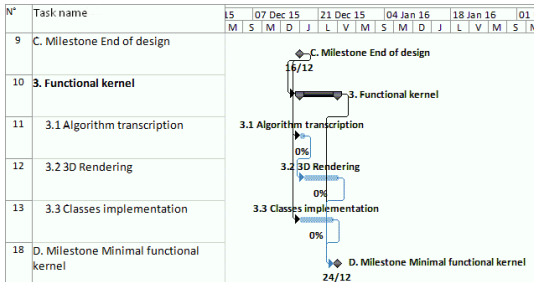 N° Task name 15 07 Dec 15 21 Dec 15 04 Jan 16 18 Jan 16 01
M S M J V L M D M S M J V L M D M S M
9 C. Milestone End of design C. Milestone End of design
16/12
10 3. Functional kernel 3. Functional kernel
11 3.1 Algorithm transcription 3.1 Algorithm transcription
0%
12 3.2 3D Rendering 3.2 3D Rendering
0%
13 3.3 Classes implementation 3.3 Classes implementation
0%
18 D. Milestone Minimal functional D. Milestone Minimal functional kernel
kernel
24/12